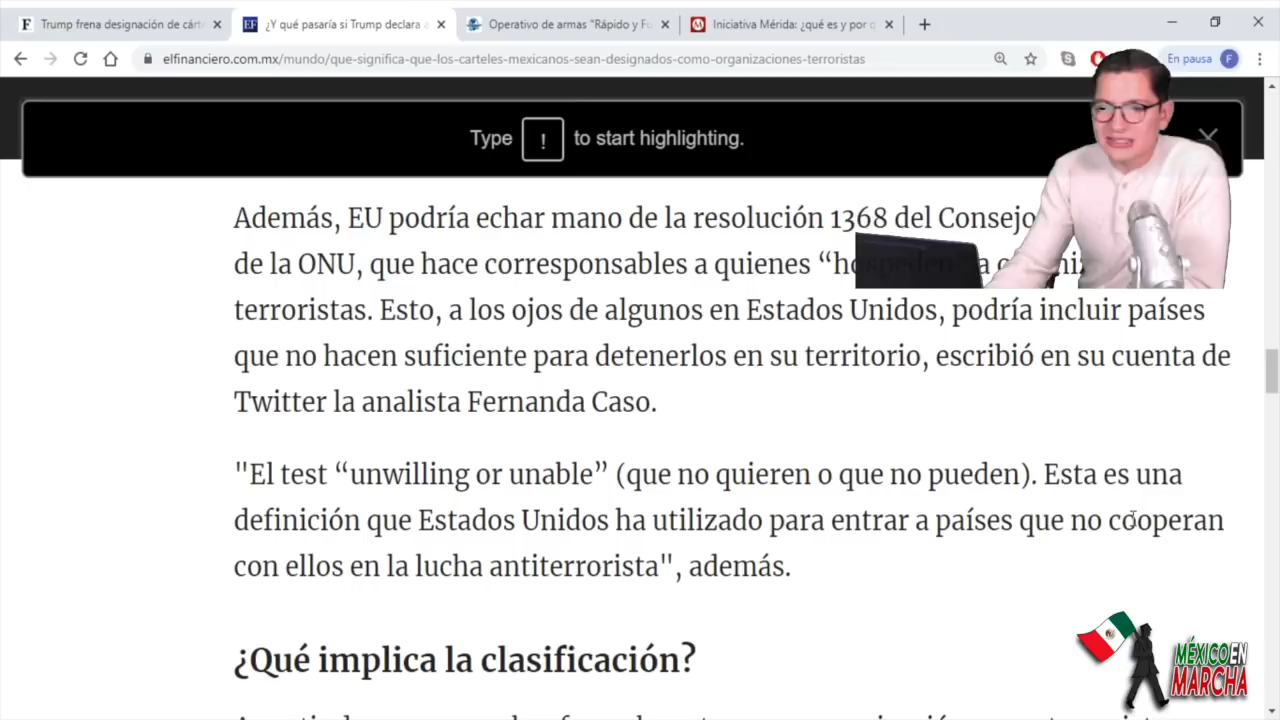 Trump frena designación de cárt
¿Y qué pasaría si Trump declara a
Operativo de armas "Rápido y Fu
Iniciativa Mérida: ¿qué es y por q
elfinanciero.com.mx/mundo/que-significa-que-los-carteles-mexicanos-sean-designados-como-organizaciones-terroristas
En pausa F
Type ! to start highlighting.
Además, EU podría echar mano de la resolución 1368 del Consejo
de la ONU, que hace corresponsables a quienes “hospeden” a
terroristas. Esto, a los ojos de algunos en Estados Unidos, podría incluir países
que no hacen suficiente para detenerlos en su territorio, escribió en su cuenta de
Twitter la analista Fernanda Caso.
"El test “unwilling or unable” (que no quieren o que no pueden). Esta es una
definición que Estados Unidos ha utilizado para entrar a países que no cooperan
con ellos en la lucha antiterrorista", además.
¿Qué implica la clasificación?
MÉXICO EN
MARCHA